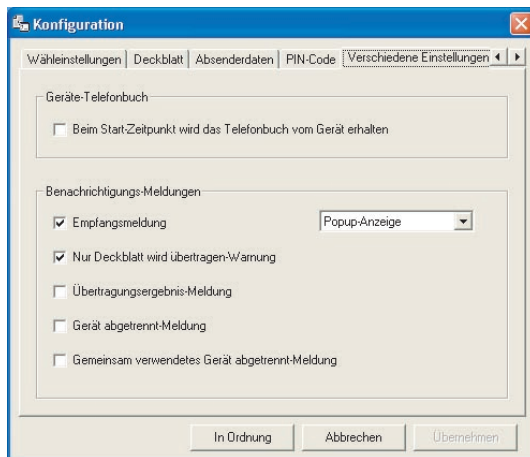 Konfiguration
Wähleinstellungen Deckblatt Absenderdaten PIN-Code Verschiedene Einstellungen
Geräte-Telefonbuch
Beim Start-Zeitpunkt wird das Telefonbuch vom Gerät erhalten
Benachrichtigungs-Meldungen
Empfangsmeldung Popup-Anzeige
Nur Deckblatt wird übertragen-Warnung
Übertragungsergebnis-Meldung
Gerät abgetrennt-Meldung
Gemeinsam verwendetes Gerät abgetrennt-Meldung
In Ordnung Abbrechen Übernehmen